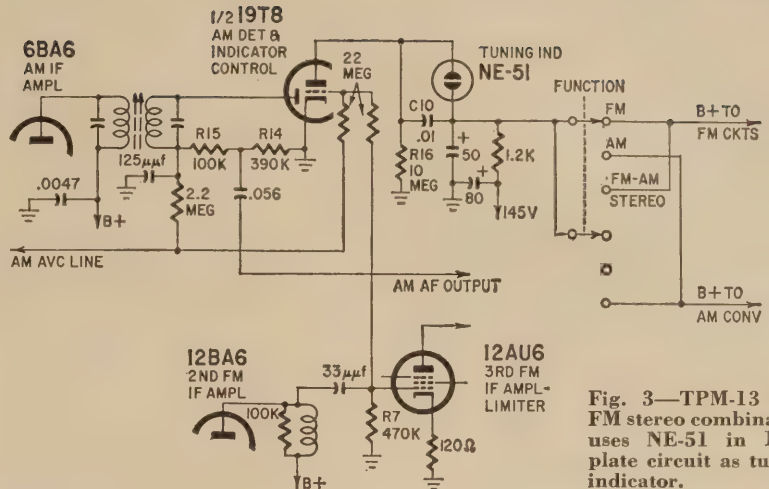 6BA6
AM IF
AMPL
1/2 19T8
AM DET &
INDICATOR
CONTROL
22
MEG
TUNING IND
NE-51
FUNCTION
FM
B+ TO
FM CKTS
AM
FM-AM
STEREO
B+ TO
AM CONV
C10
.01
R16
10
MEG
+
50
+
80
1.2K
145V
R15
100K
R14
390K
125μμf
.0047
B+
2.2
MEG
.056
AM AVC LINE
AM AF OUTPUT
12BA6
2ND FM
IF AMPL
100K
B+
33μμf
R7
470K
12AU6
3RD FM
IF AMPL-
LIMITER
120Ω
Fig. 3—TPM-13
FM stereo combina
uses NE-51 in
plate circuit as tu
indicator.